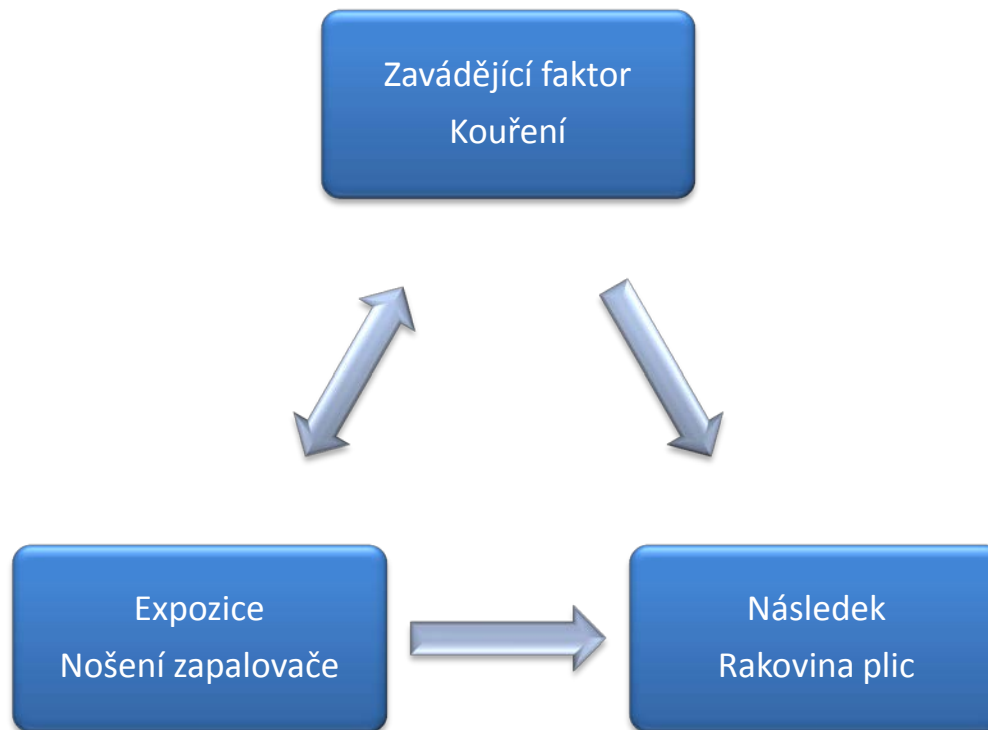 Zavádějící faktor
Kouření
Expozice
Nošení zapalovače
Následek
Rakovina plic